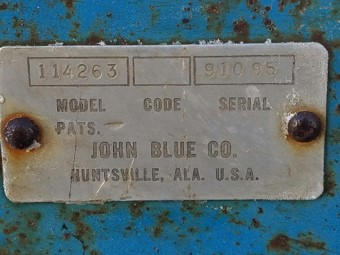 114263 91095
MODEL CODE SERIAL
PATS.
JOHN BLUE CO.
HUNTSVILLE, ALA. U.S.A.